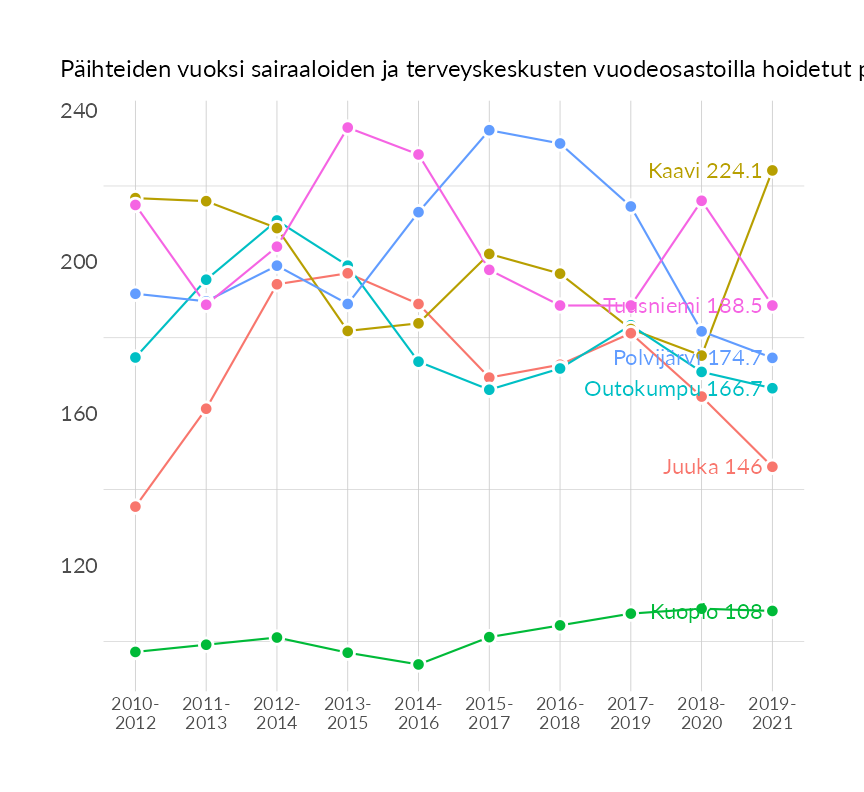 Päihteiden vuoksi sairaaloiden ja terveyskeskusten vuodeosastoilla hoidetut
240
200
160
120
Kaavi 224.1
Tuusniemi 188.5
Polvijärvi 174.7
Outokumpu 166.7
Juuka 146
Kuopio 108
2010-2012
2011-2013
2012-2014
2013-2015
2014-2016
2015-2017
2016-2018
2017-2019
2018-2020
2019-2021